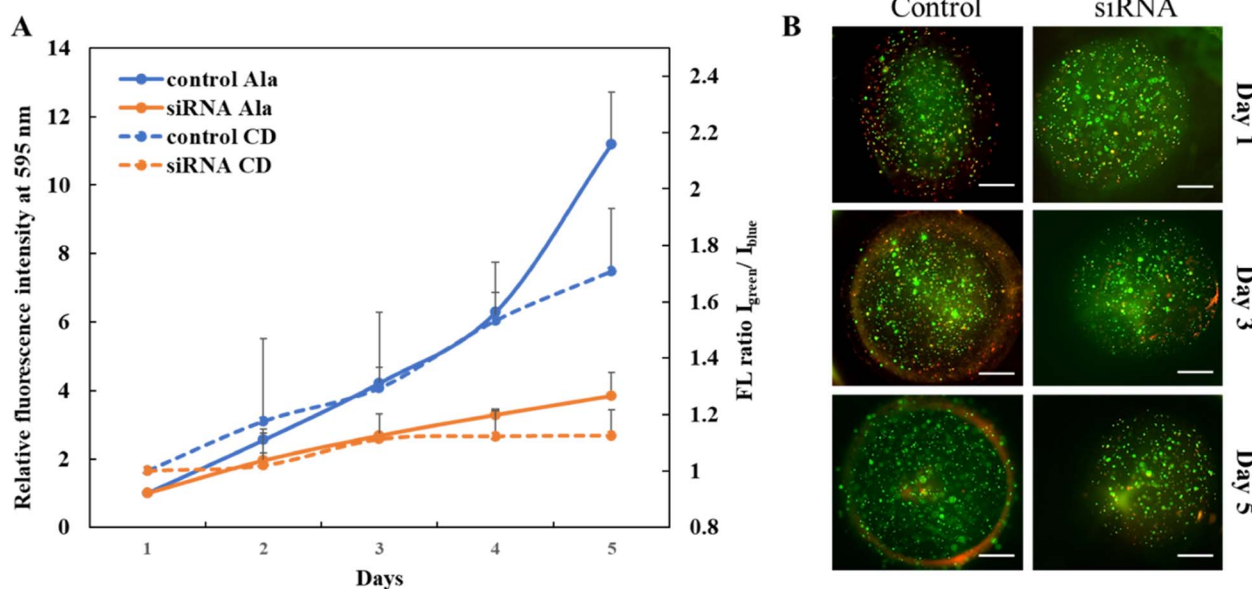 A
Relative fluorescence intensity at 595 nm
14
12
10
8
6
4
2
0
control Ala
siRNA Ala
control CD
siRNA CD
2.4
2.2
2
1.8
1.6
1.4
1.2
1
0.8
FL ratio Igreen/ Iblue
1 2 3 4 5
Days
B
Control siRNA
Day 1
Day 3
Day 5